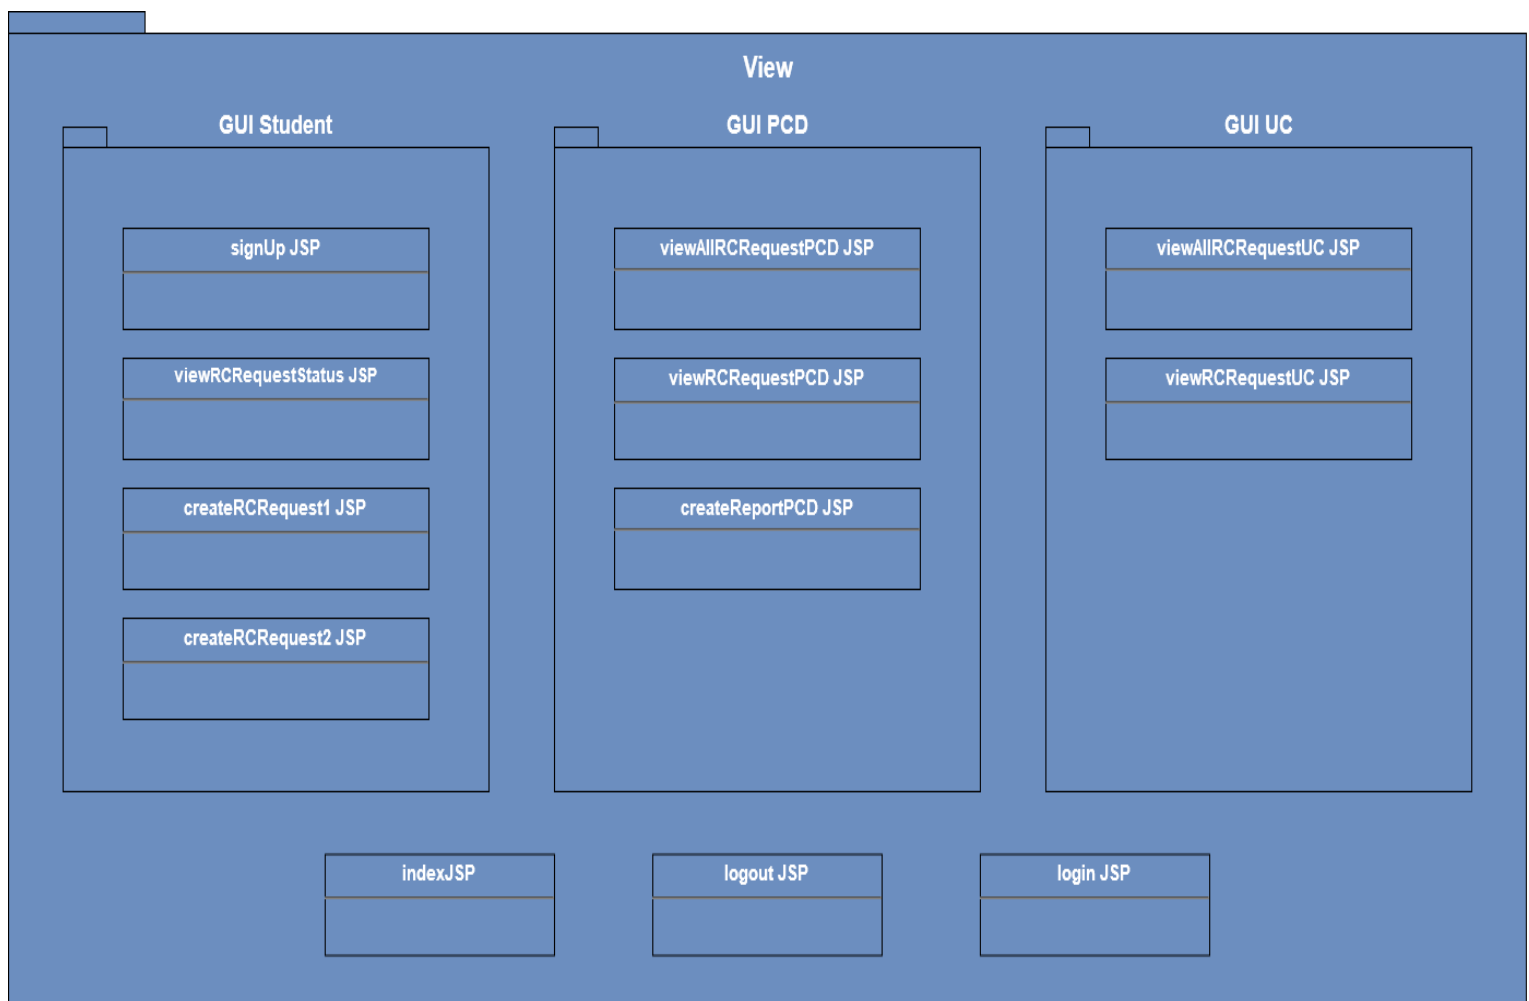 View
GUI Student
signUp JSP
viewRCRequestStatus JSP
createRCRequest1 JSP
createRCRequest2 JSP
GUI PCD
viewAllRCRequestPCD JSP
viewRCRequestPCD JSP
createReportPCD JSP
GUI UC
viewAllRCRequestUC JSP
viewRCRequestUC JSP
indexJSP
logout JSP
login JSP